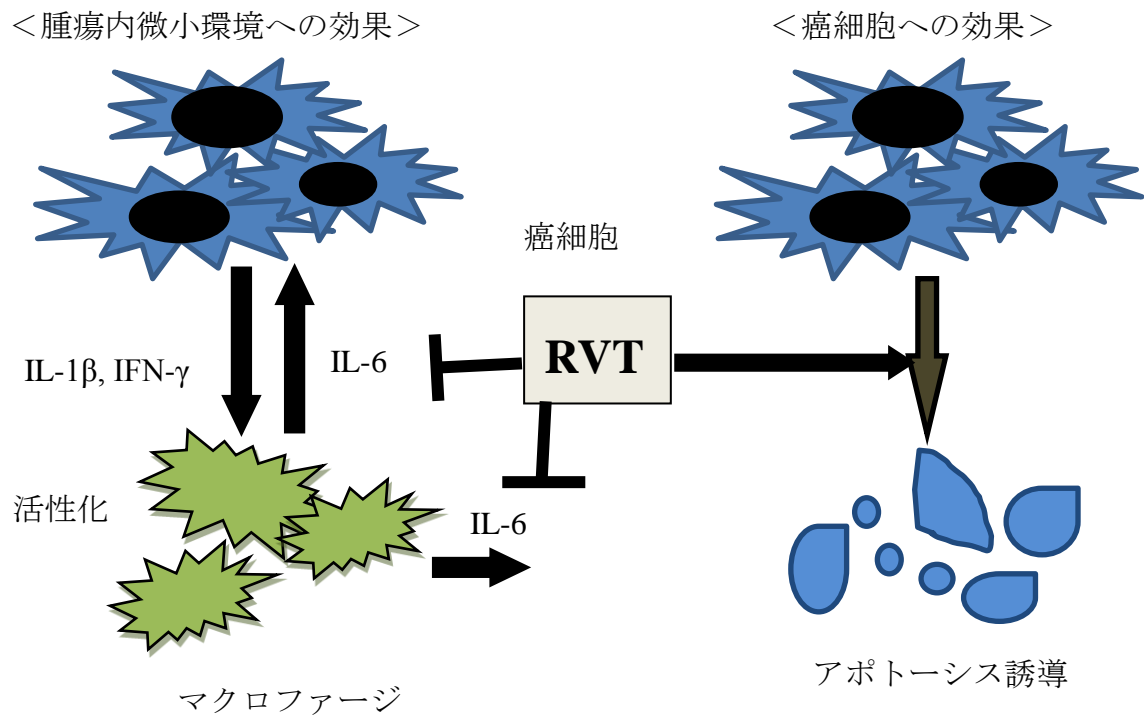 ＜腫瘍内微小環境への効果＞
＜癌細胞への効果＞
癌細胞
RVT
IL-1β, IFN-γ
IL-6
活性化
IL-6
マクロファージ
アポトーシス誘導